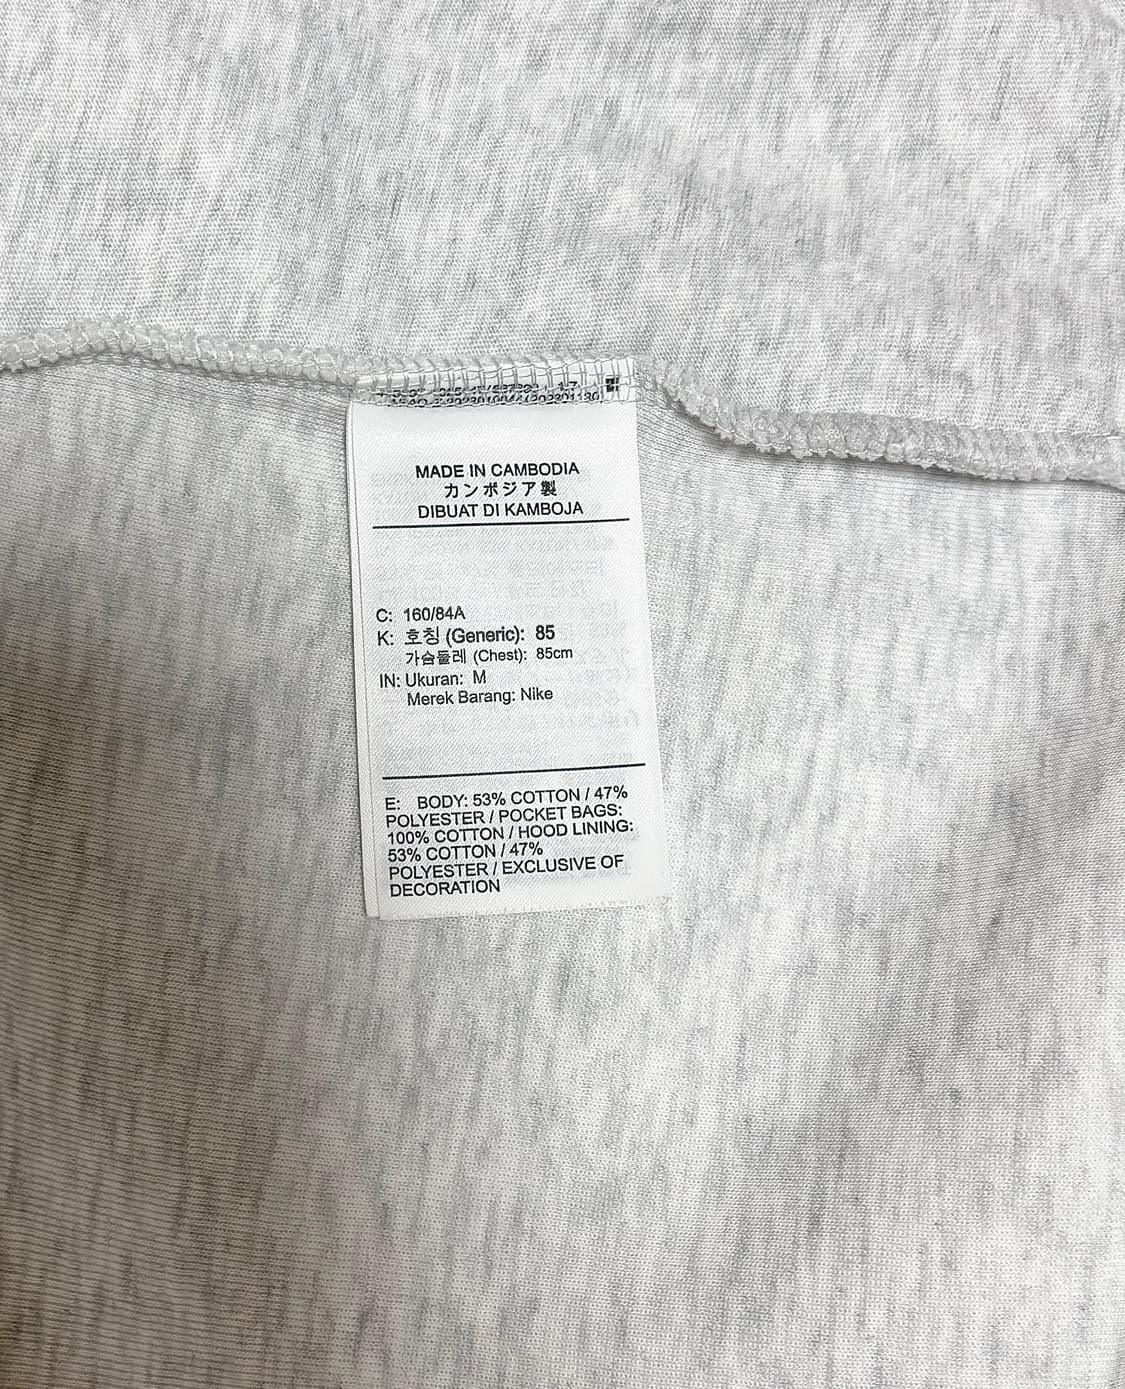 MADE IN CAMBODIA
カンボジア製
DIBUAT DI KAMBOJA
C: 160/84A
K: 호칭 (Generic): 85
가슴둘레 (Chest): 85cm
IN: Ukuran: M
Merek Barang: Nike
E: BODY: 53% COTTON / 47%
POLYESTER / POCKET BAGS:
100% COTTON / HOOD LINING:
53% COTTON / 47%
POLYESTER / EXCLUSIVE OF
DECORATION